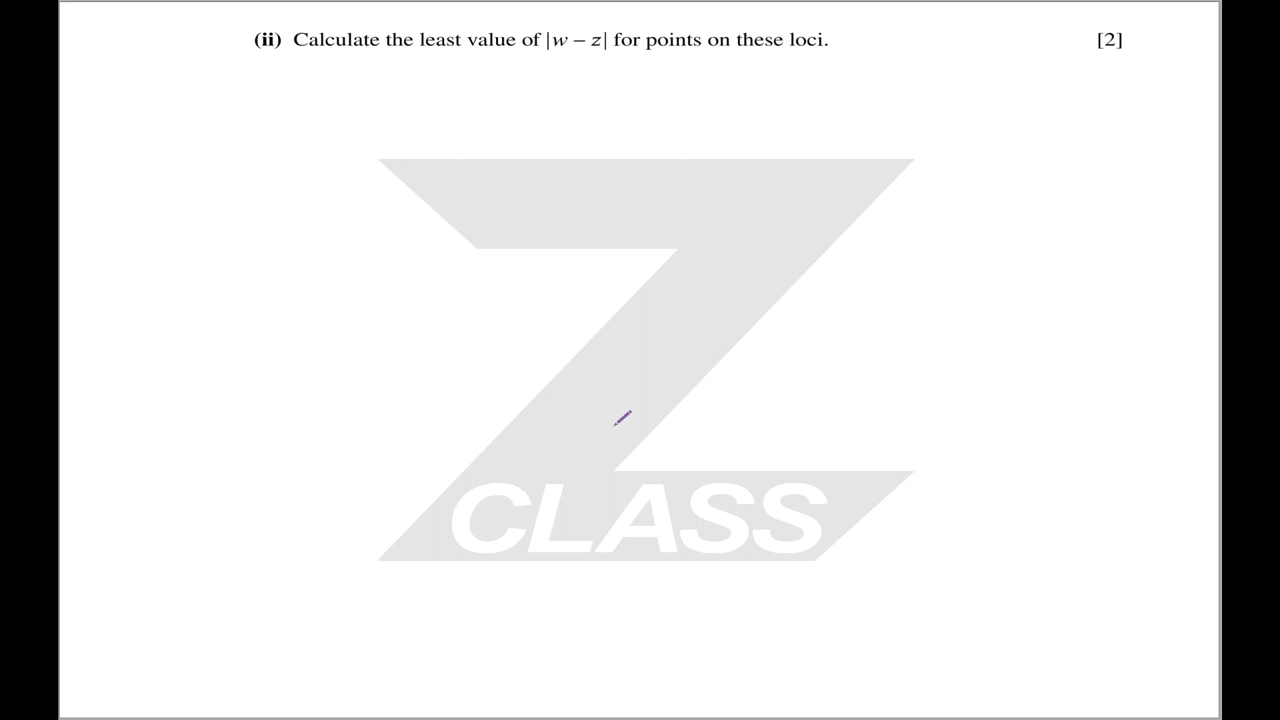 (ii) Calculate the least value of |w – z| for points on these loci. [2]
CLASS